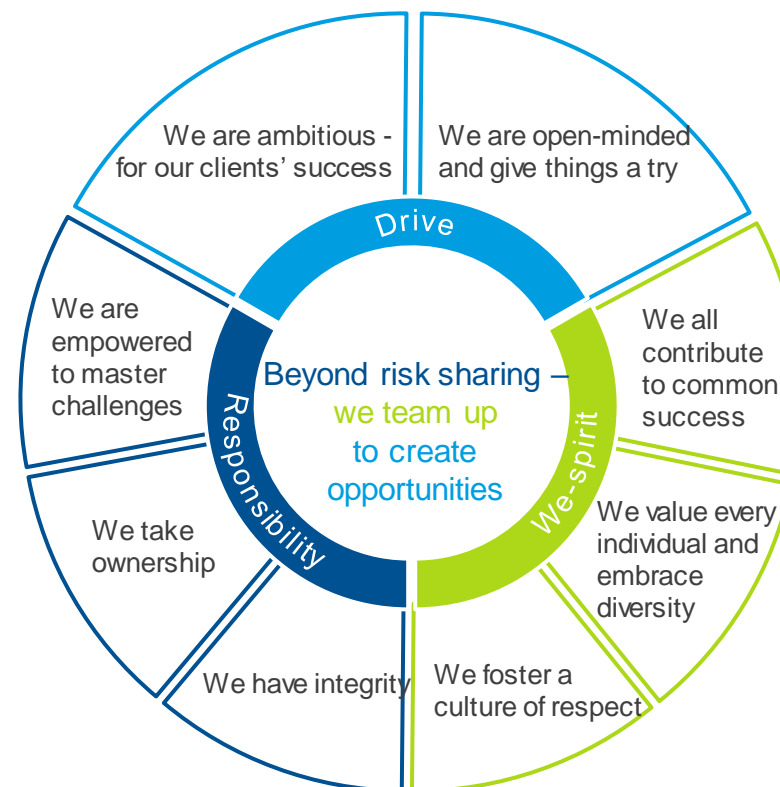 We are ambitious -
for our clients’ success
We are open-minded
and give things a try
Drive
We are
empowered
to master
challenges
We all
contribute
to common
success
Beyond risk sharing –
we team up
to create
opportunities
Responsibility
We-spirit
We take
ownership
We value every
individual and
embrace
diversity
We have integrity
We foster a
culture of respect